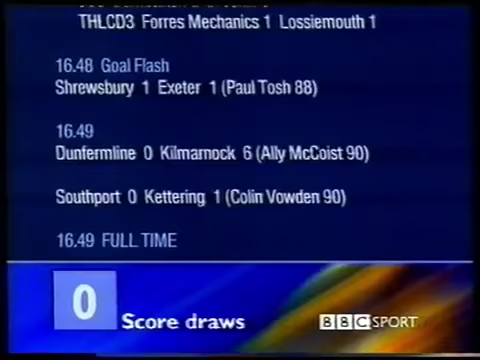 THLCD3 Forres Mechanics 1 Lossiemouth 1
16.48 Goal Flash
Shrewsbury 1 Exeter 1 (Paul Tosh 88)
16.49
Dunfermline 0 Kilmarnock 6 (Ally McCoist 90)
Southport 0 Kettering 1 (Colin Vowden 90)
16.49 FULL TIME
0 Score draws BBC SPORT